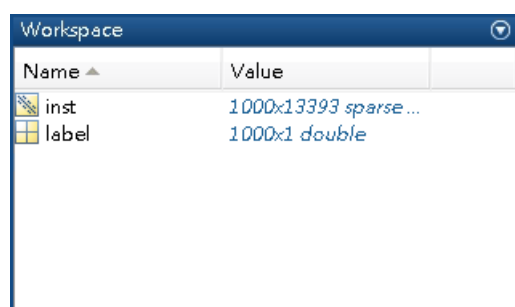 Workspace
Name Value
inst 1000x13393 sparse...
label 1000x1 double